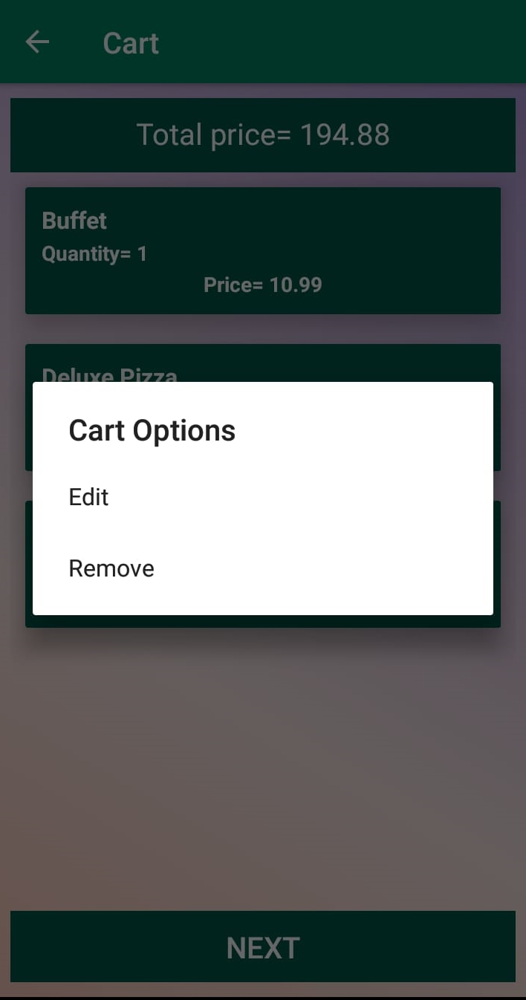 Cart
Total price= 194.88
Buffet
Quantity= 1
Price= 10.99
Deluxe Pizza
Cart Options
Edit
Remove
NEXT